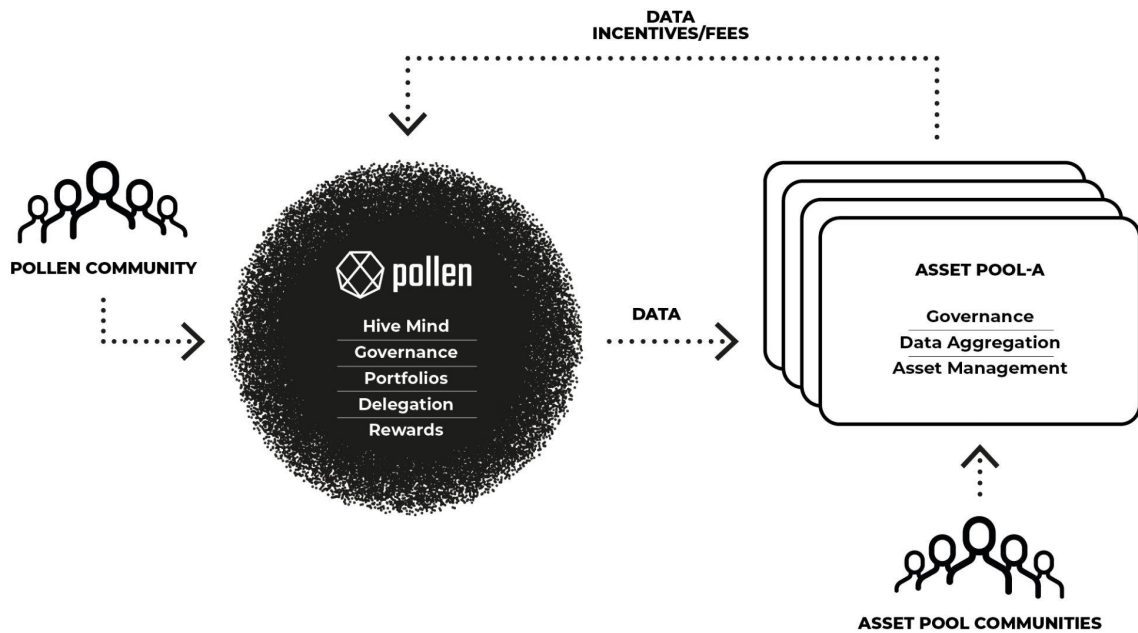 DATA
INCENTIVES/FEES
POLLEN COMMUNITY
pollen
Hive Mind
Governance
Portfolios
Delegation
Rewards
DATA
ASSET POOL-A
Governance
Data Aggregation
Asset Management
ASSET POOL COMMUNITIES